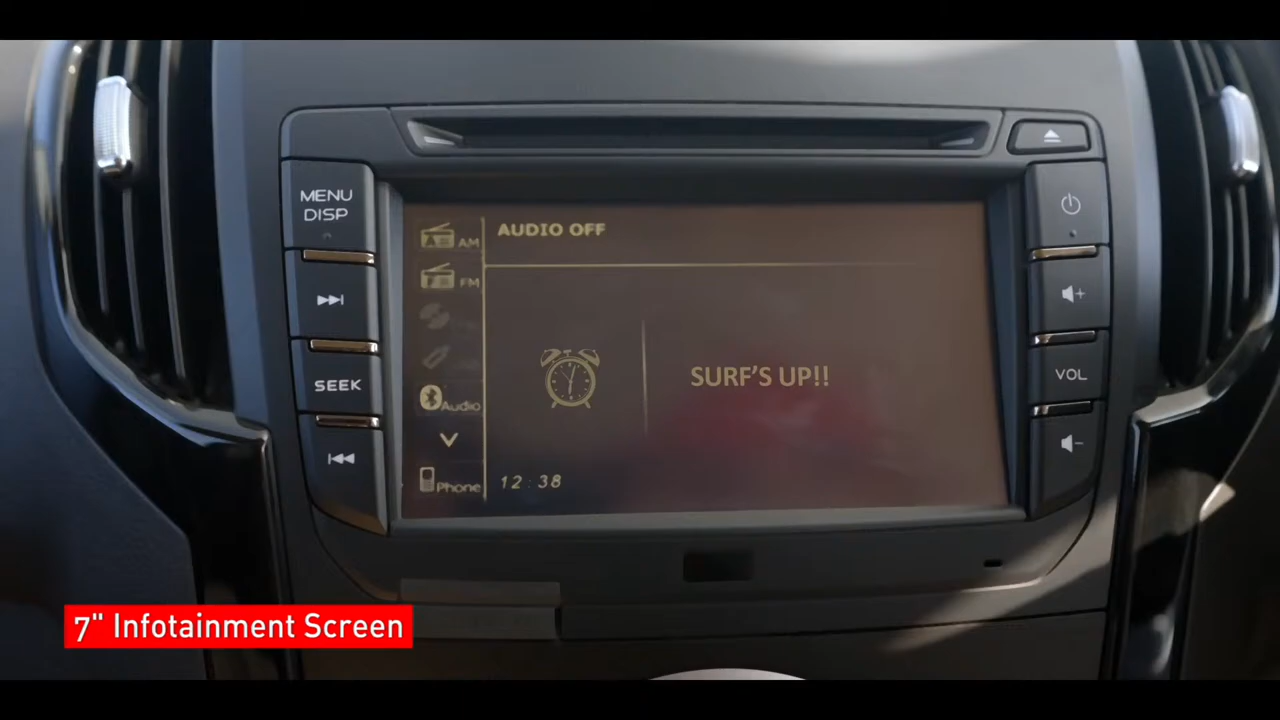 MENU
DISP
SEEK
VOL
AUDIO OFF
AM
FM
Audio
Phone
SURF'S UP!!
12:38
7" Infotainment Screen